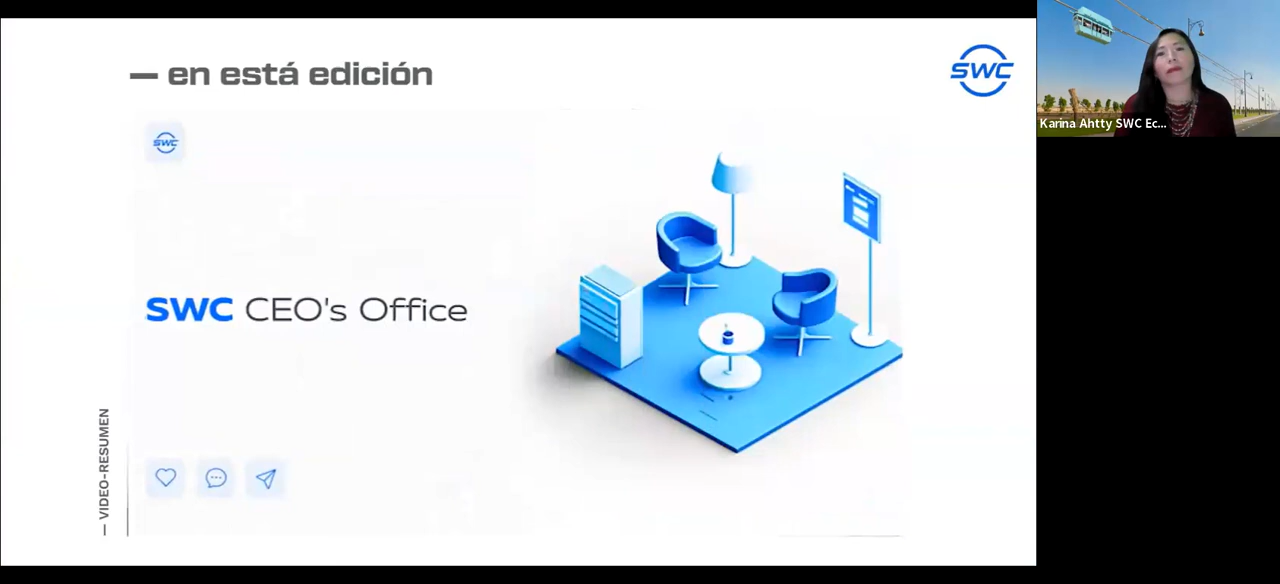 — en está edición
SWC
SWC
SWC CEO's Office
— VIDEO-RESUMEN
Karina Ahtty SWC Ec...